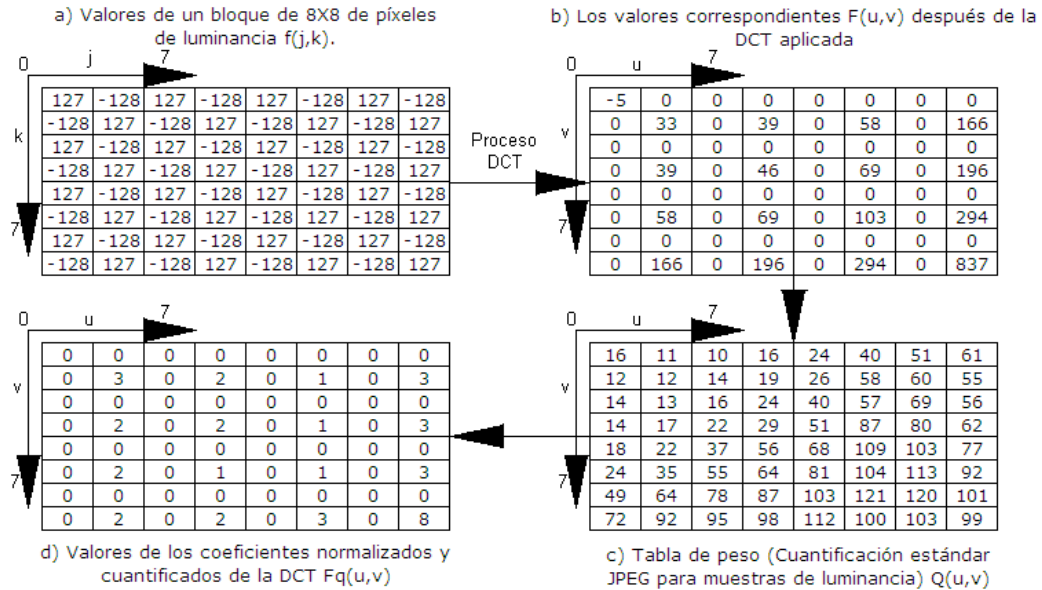 a) Valores de un bloque de 8X8 de píxeles
de luminancia f(j,k).
0 j 7
k
7
127 -128 127 -128 127 -128 127 -128
-128 127 -128 127 -128 127 -128 127
127 -128 127 -128 127 -128 127 -128
-128 127 -128 127 -128 127 -128 127
127 -128 127 -128 127 -128 127 -128
-128 127 -128 127 -128 127 -128 127
127 -128 127 -128 127 -128 127 -128
-128 127 -128 127 -128 127 -128 127
Proceso
DCT
b) Los valores correspondientes F(u,v) después de la
DCT aplicada
0 u 7
v
7
-5 0 0 0 0 0 0 0
0 33 0 39 0 58 0 166
0 0 0 0 0 0 0 0
0 39 0 46 0 69 0 196
0 0 0 0 0 0 0 0
0 58 0 69 0 103 0 294
0 0 0 0 0 0 0 0
0 166 0 196 0 294 0 837
0 u 7
v
7
0 0 0 0 0 0 0 0
0 3 0 2 0 1 0 3
0 0 0 0 0 0 0 0
0 2 0 2 0 1 0 3
0 0 0 0 0 0 0 0
0 2 0 1 0 1 0 3
0 0 0 0 0 0 0 0
0 2 0 2 0 3 0 8
d) Valores de los coeficientes normalizados y
cuantificados de la DCT Fq(u,v)
0 u 7
v
7
16 11 10 16 24 40 51 61
12 12 14 19 26 58 60 55
14 13 16 24 40 57 69 56
14 17 22 29 51 87 80 62
18 22 37 56 68 109 103 77
24 35 55 64 81 104 113 92
49 64 78 87 103 121 120 101
72 92 95 98 112 100 103 99
c) Tabla de peso (Cuantificación estándar
JPEG para muestras de luminancia) Q(u,v)